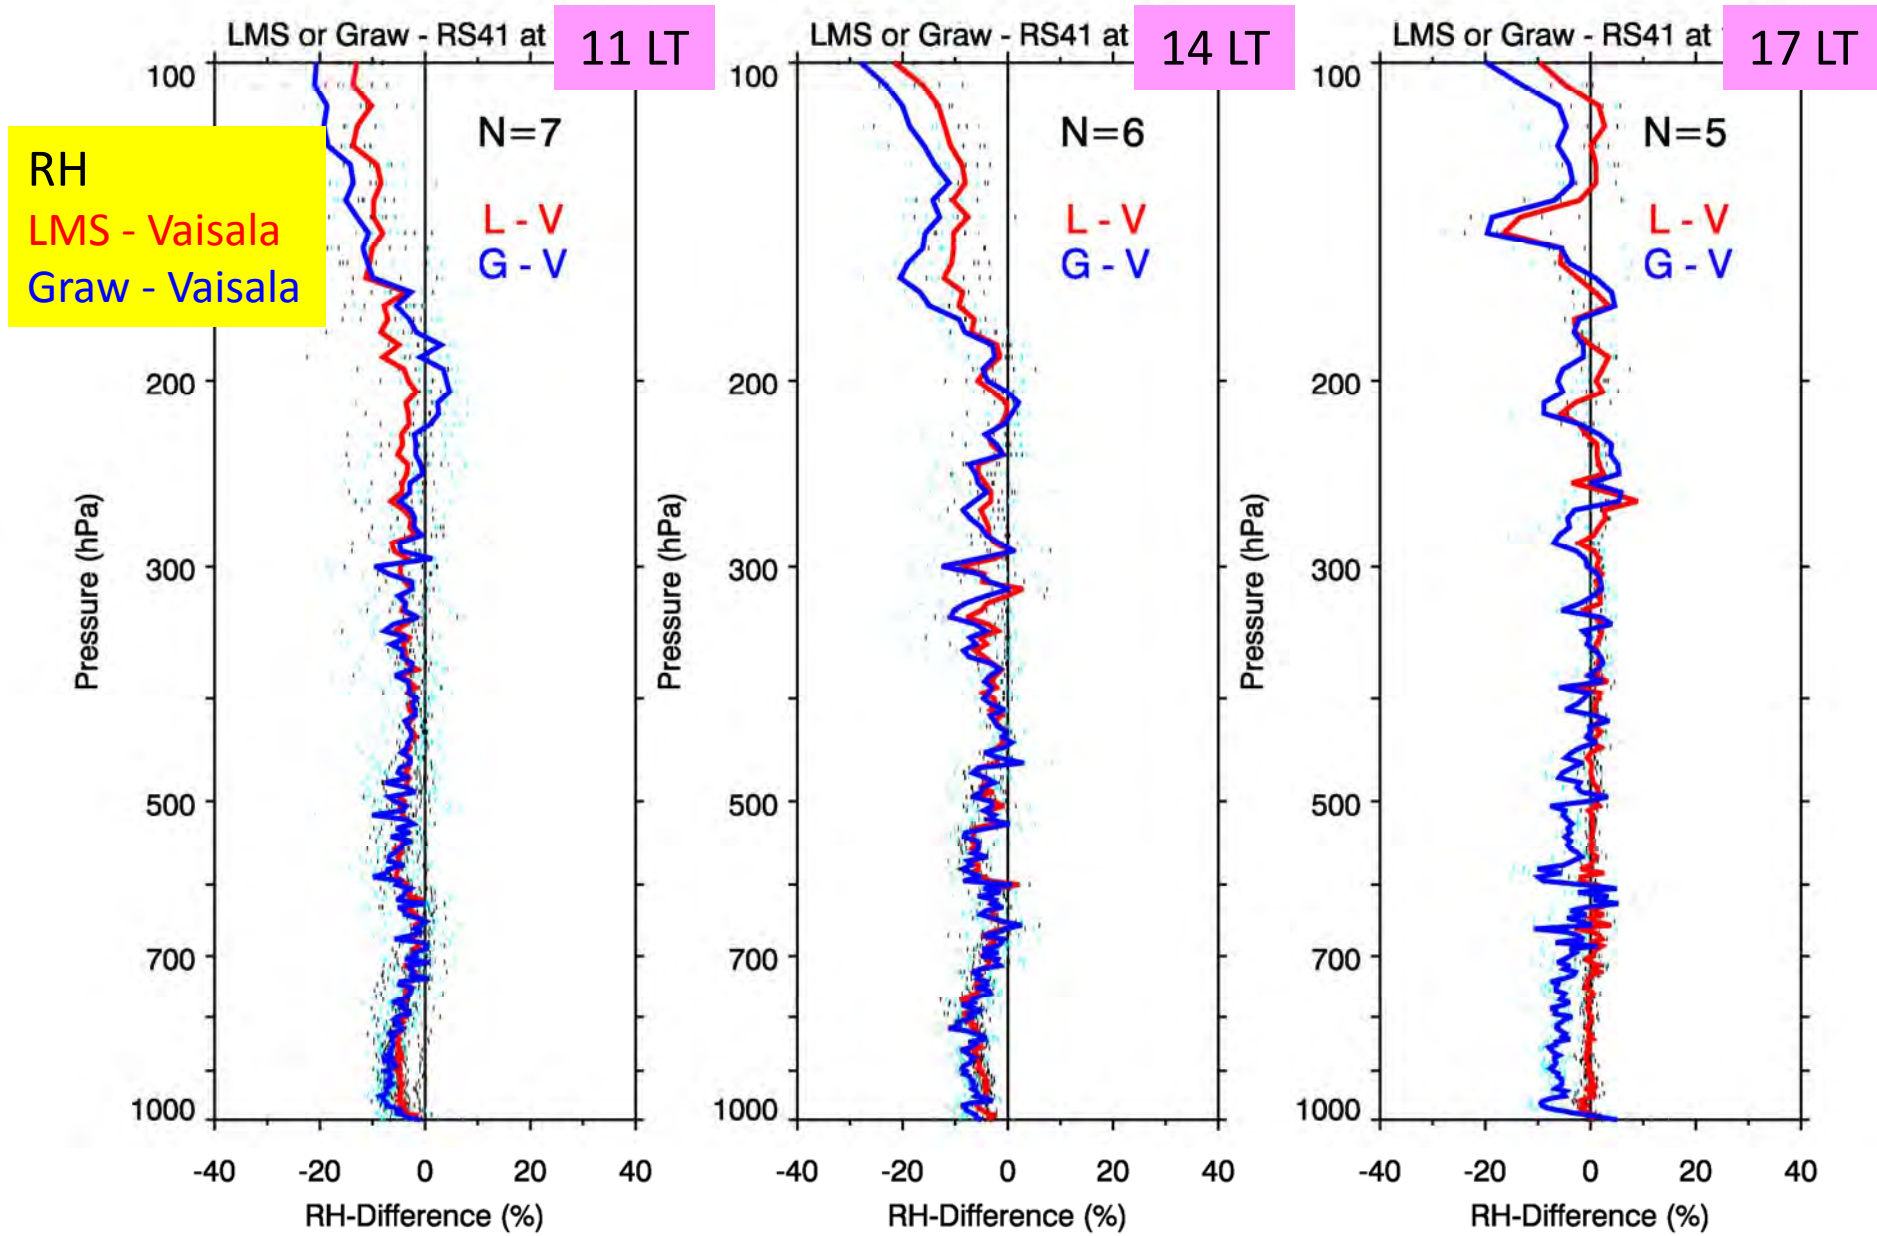 LMS or Graw - RS41 at
11 LT
100
200
300
500
700
1000
Pressure (hPa)
RH
LMS - Vaisala
Graw - Vaisala
N=7
L - V
G - V
-40 -20 0 20 40
RH-Difference (%)
LMS or Graw - RS41 at
14 LT
100
200
300
500
700
1000
Pressure (hPa)
N=6
L - V
G - V
-40 -20 0 20 40
RH-Difference (%)
LMS or Graw - RS41 at
17 LT
100
200
300
500
700
1000
Pressure (hPa)
N=5
L - V
G - V
-40 -20 0 20 40
RH-Difference (%)